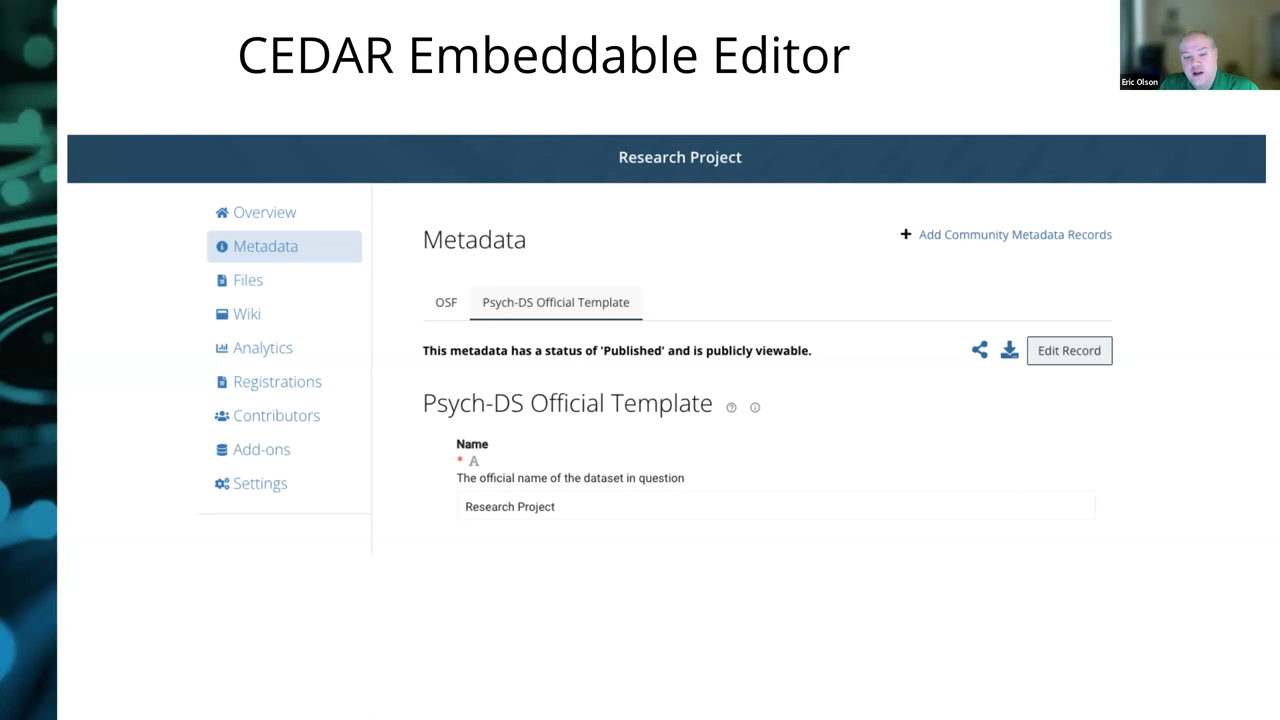 CEDAR Embeddable Editor
Eric Olson
Research Project
Overview
Metadata
Files
Wiki
Analytics
Registrations
Contributors
Add-ons
Settings
Metadata
Add Community Metadata Records
OSF
Psych-DS Official Template
This metadata has a status of 'Published' and is publicly viewable.
Edit Record
Psych-DS Official Template
Name
* A
The official name of the dataset in question
Research Project